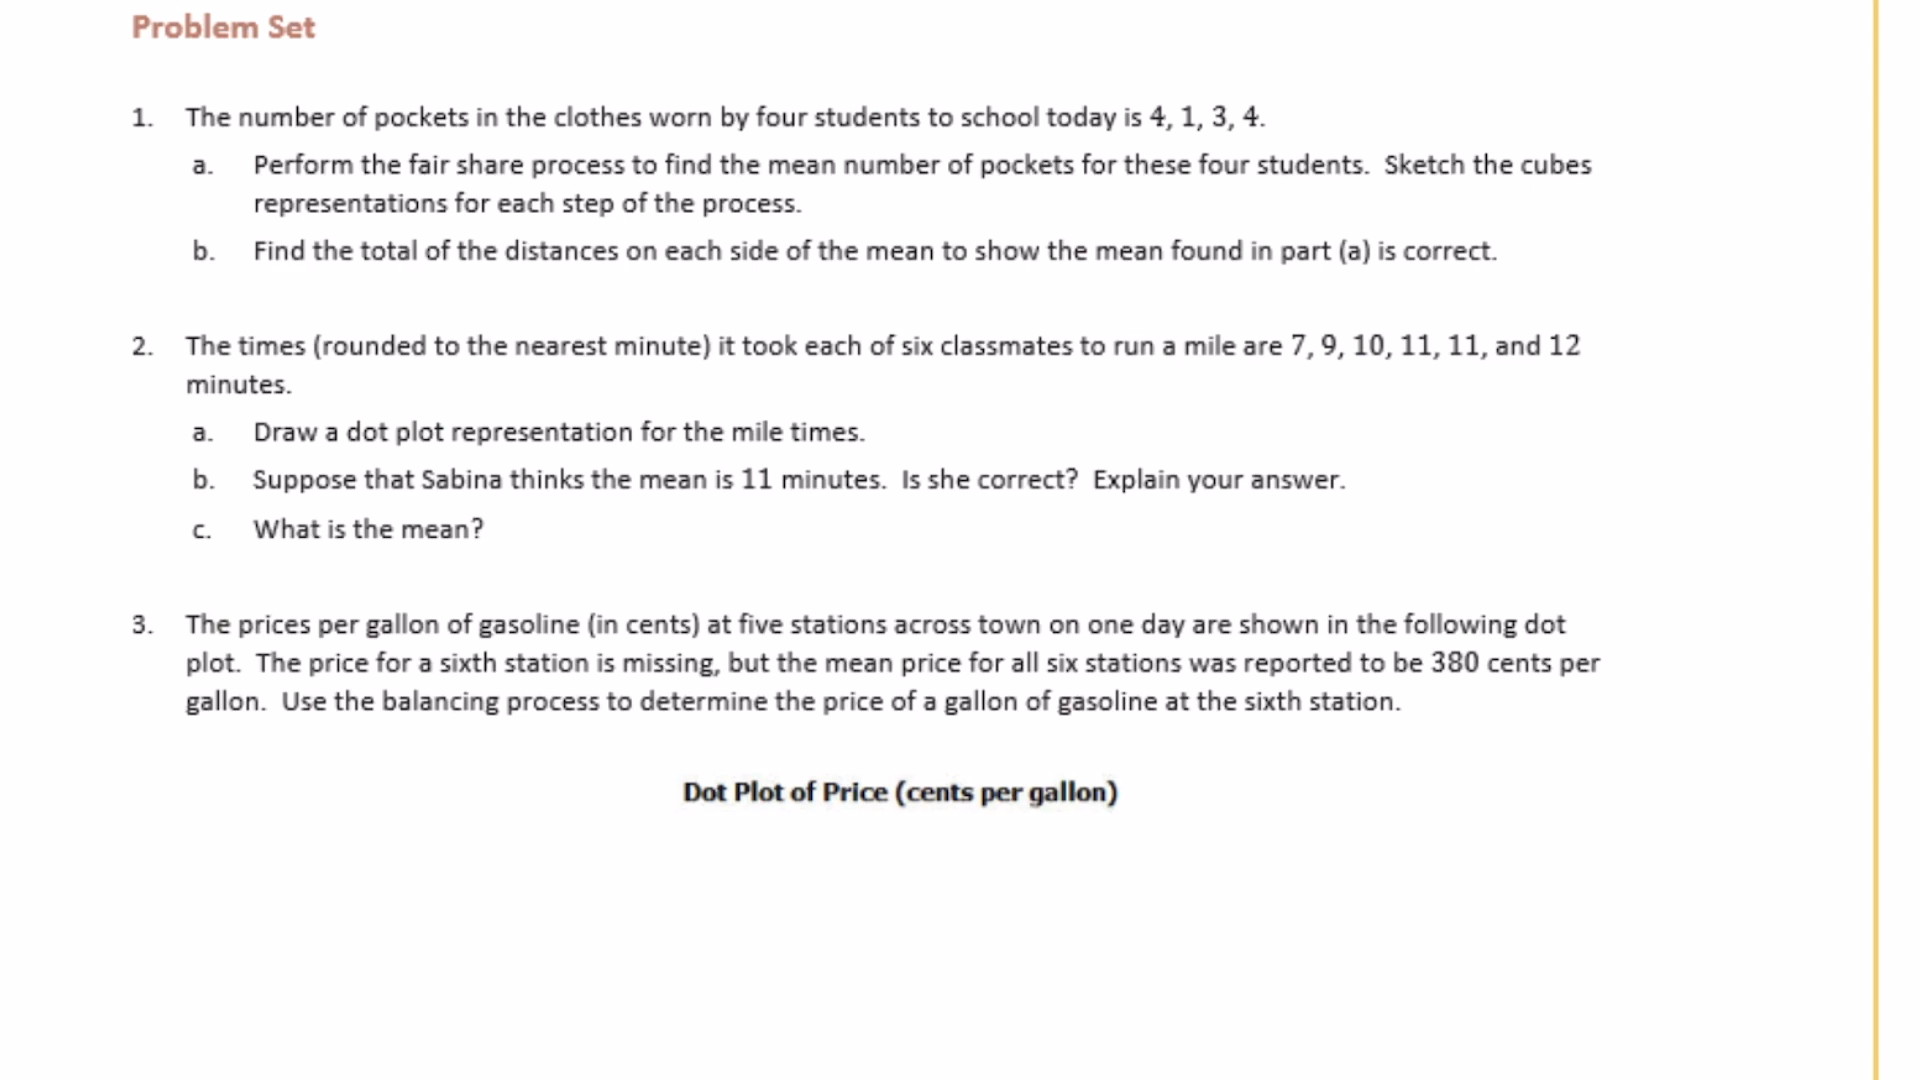 Problem Set
1. The number of pockets in the clothes worn by four students to school today is 4, 1, 3, 4.
a. Perform the fair share process to find the mean number of pockets for these four students. Sketch the cubes
representations for each step of the process.
b. Find the total of the distances on each side of the mean to show the mean found in part (a) is correct.
2. The times (rounded to the nearest minute) it took each of six classmates to run a mile are 7, 9, 10, 11, 11, and 12
minutes.
a. Draw a dot plot representation for the mile times.
b. Suppose that Sabina thinks the mean is 11 minutes. Is she correct? Explain your answer.
c. What is the mean?
3. The prices per gallon of gasoline (in cents) at five stations across town on one day are shown in the following dot
plot. The price for a sixth station is missing, but the mean price for all six stations was reported to be 380 cents per
gallon. Use the balancing process to determine the price of a gallon of gasoline at the sixth station.
Dot Plot of Price (cents per gallon)